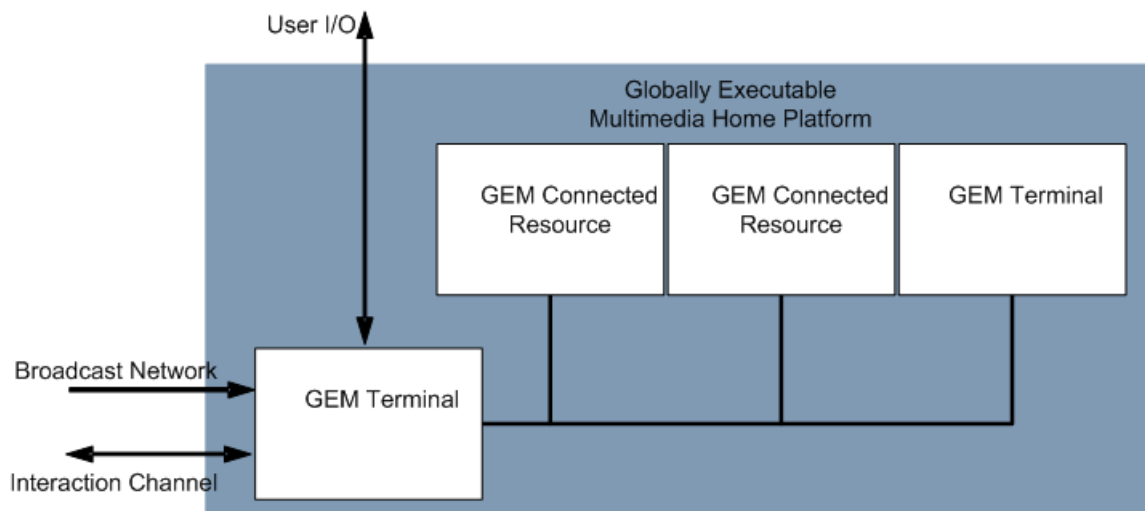 User I/O
Globally Executable
Multimedia Home Platform
GEM Connected
Resource
GEM Connected
Resource
GEM Terminal
Broadcast Network
GEM Terminal
Interaction Channel